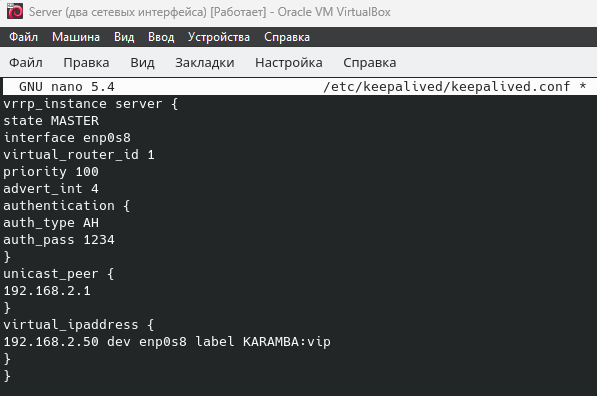 Server (два сетевых интерфейса) [Работает] - Oracle VM VirtualBox
Файл Машина Вид Ввод Устройства Справка
Файл Правка Вид Закладки Настройка Справка
GNU nano 5.4 /etc/keepalived/keepalived.conf *
vrrp_instance server {
state MASTER
interface enp0s8
virtual_router_id 1
priority 100
advert_int 4
authentication {
auth_type AH
auth_pass 1234
}
unicast_peer {
192.168.2.1
}
virtual_ipaddress {
192.168.2.50 dev enp0s8 label KARAMBA:vip
}
}